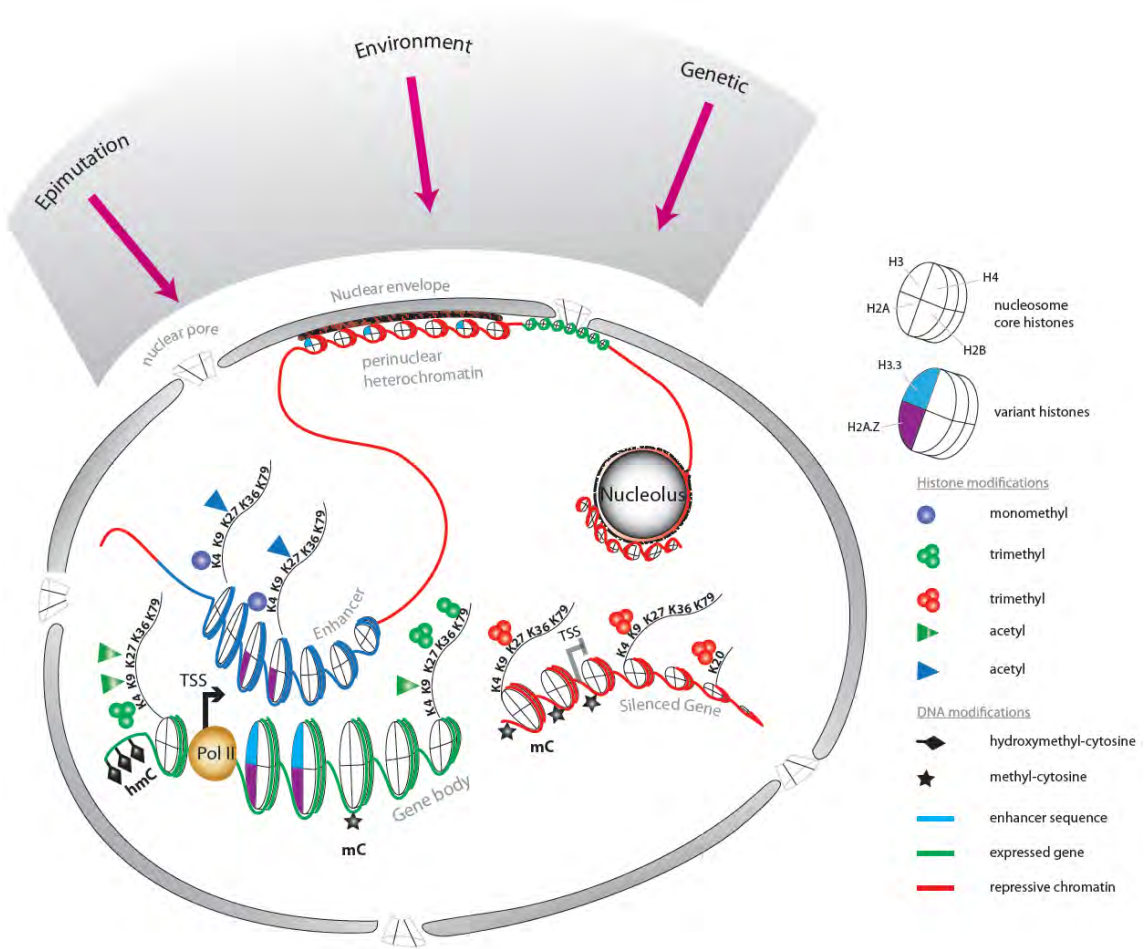 Epimutation
Environment
Genetic
Nuclear envelope
nuclear pore
perinuclear
heterochromatin
Nucleolus
K4 K9 K27 K36 K79
K4 K9 K27 K36 K79
Enhancer
K4 K9 K27 K36 K79
TSS
Pol II
hmC
K4 K9 K27 K36 K79
Gene body
mC
K4 K9 K27 K36 K79
TSS
K4 K9 K27 K36 K79
K20
Silenced Gene
mC
H3
H4
H2A
H2B
nucleosome
core histones
H3.3
H2A.Z
variant histones
Histone modifications
monomethyl
trimethyl
trimethyl
acetyl
acetyl
DNA modifications
hydroxymethyl-cytosine
methyl-cytosine
enhancer sequence
expressed gene
repressive chromatin